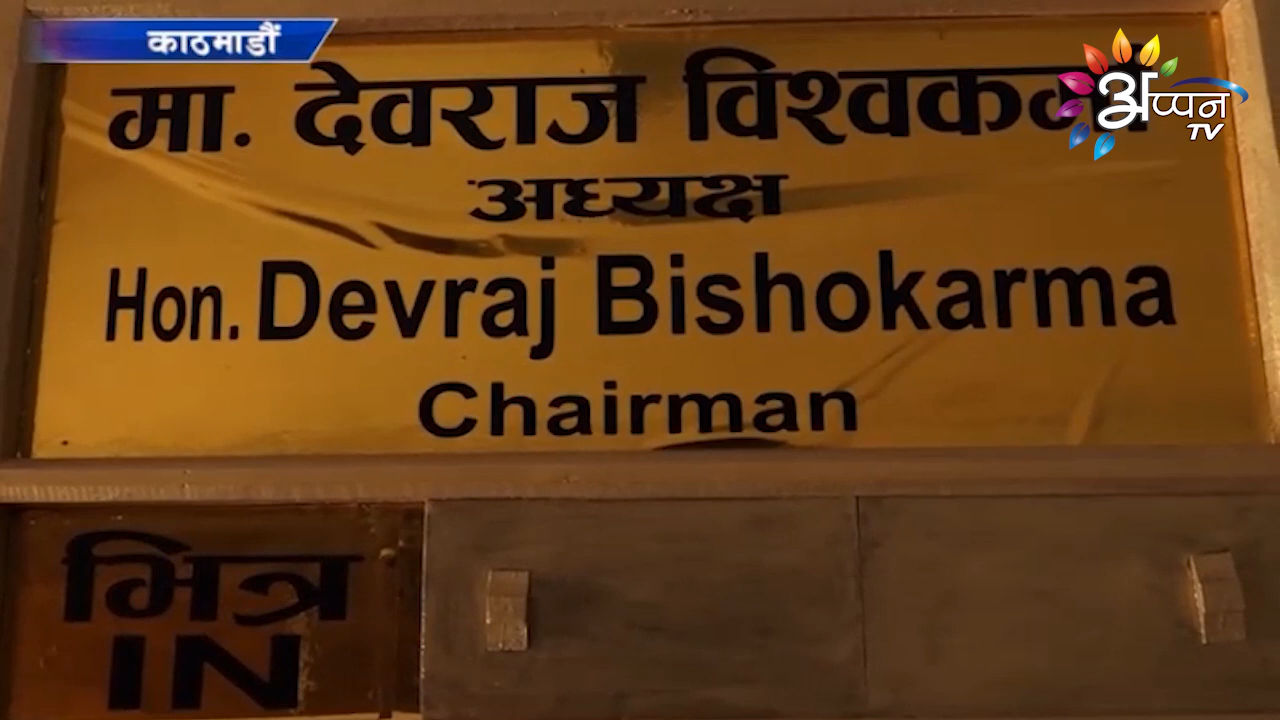 काठमाडौं
अप्पन
TV
मा. देवराज विश्वकर्मा
अध्यक्ष
Hon. Devraj Bishokarma
Chairman
भित्र
IN